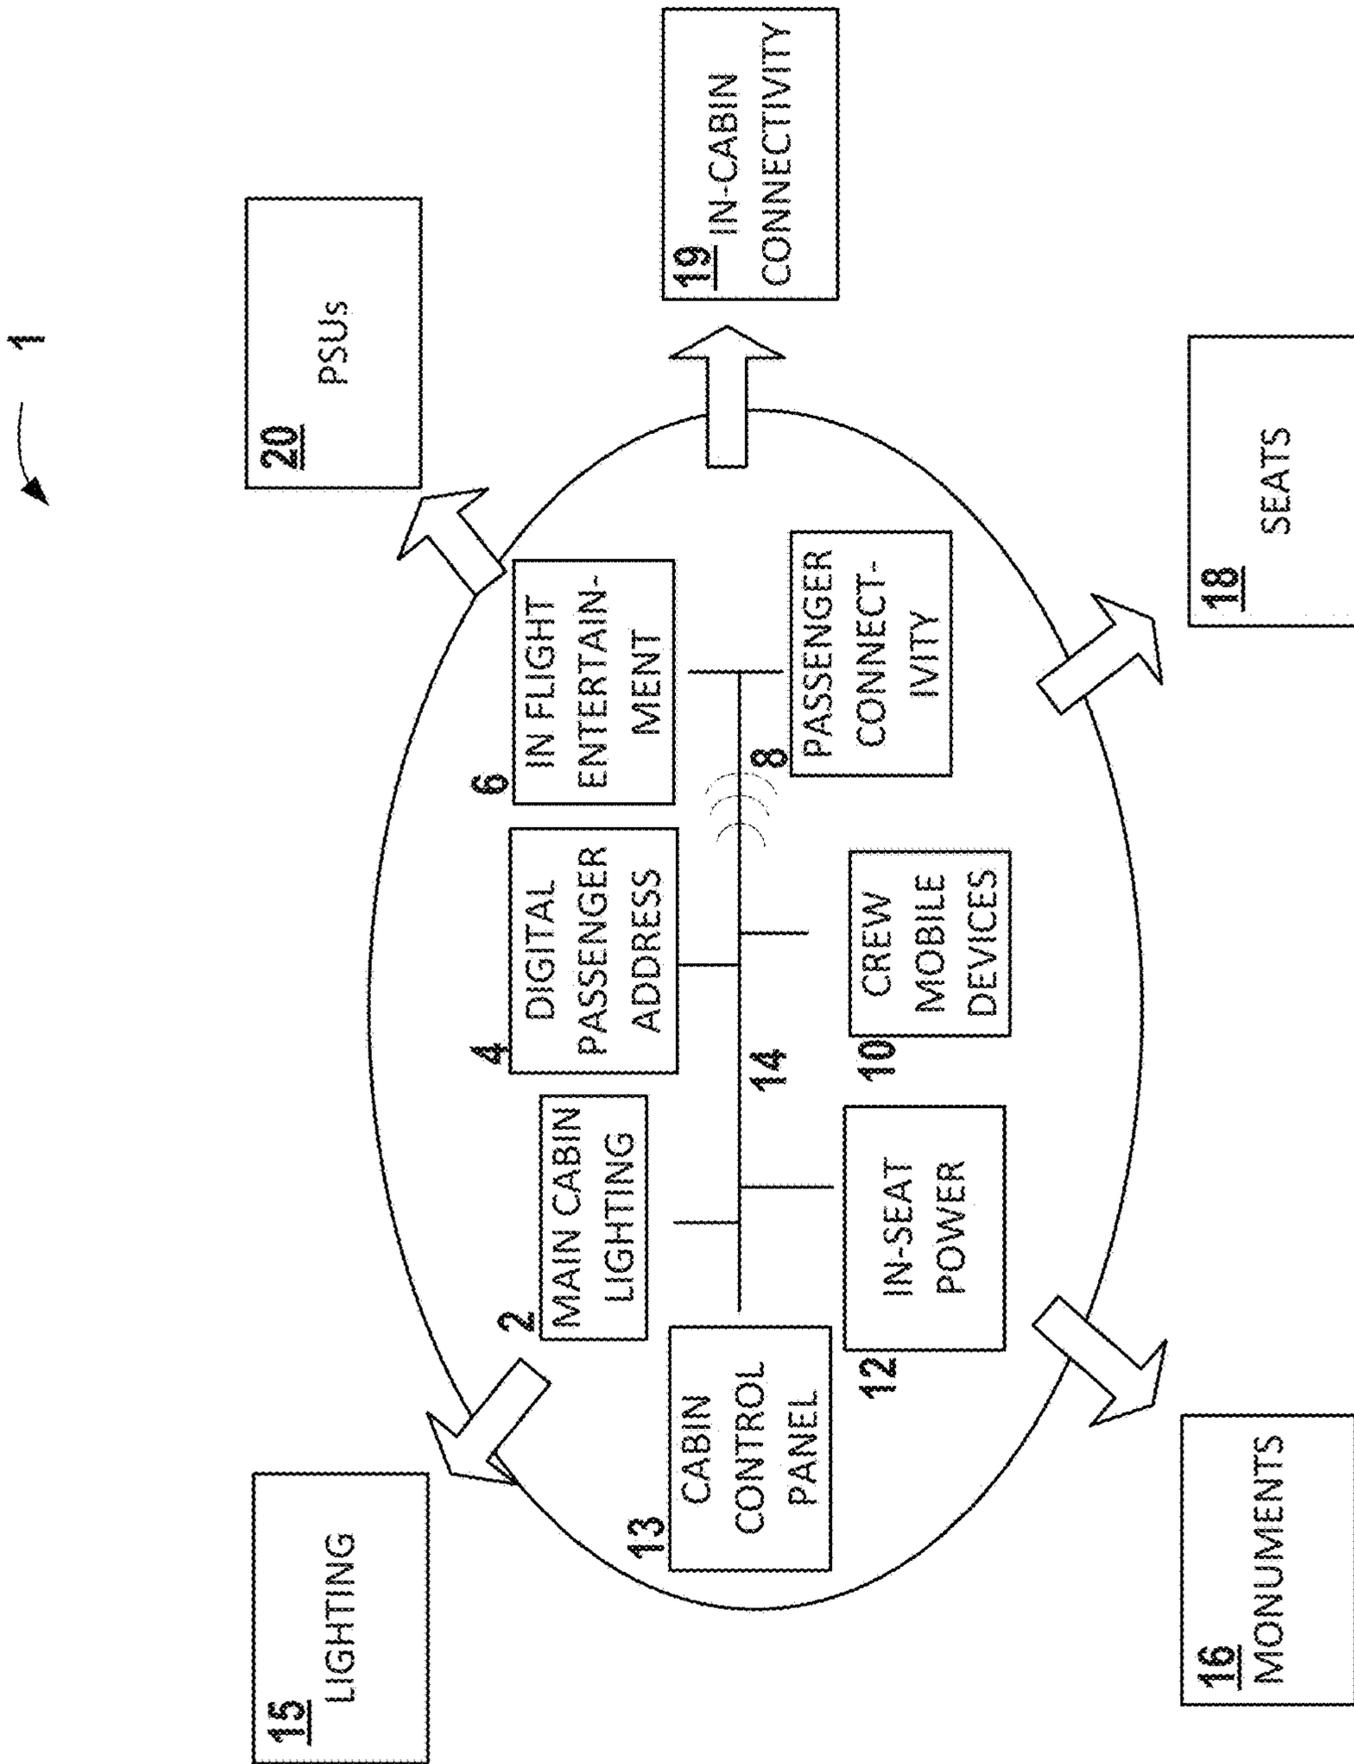 1
15
LIGHTING
20
PSUs
2
MAIN CABIN
LIGHTING
4
DIGITAL
PASSENGER
ADDRESS
6
IN FLIGHT
ENTERTAIN-
MENT
13
CABIN
CONTROL
PANEL
14
8
PASSENGER
CONNECT-
IVITY
19
IN-CABIN
CONNECTIVITY
12
IN-SEAT
POWER
10
CREW
MOBILE
DEVICES
16
MONUMENTS
18
SEATS